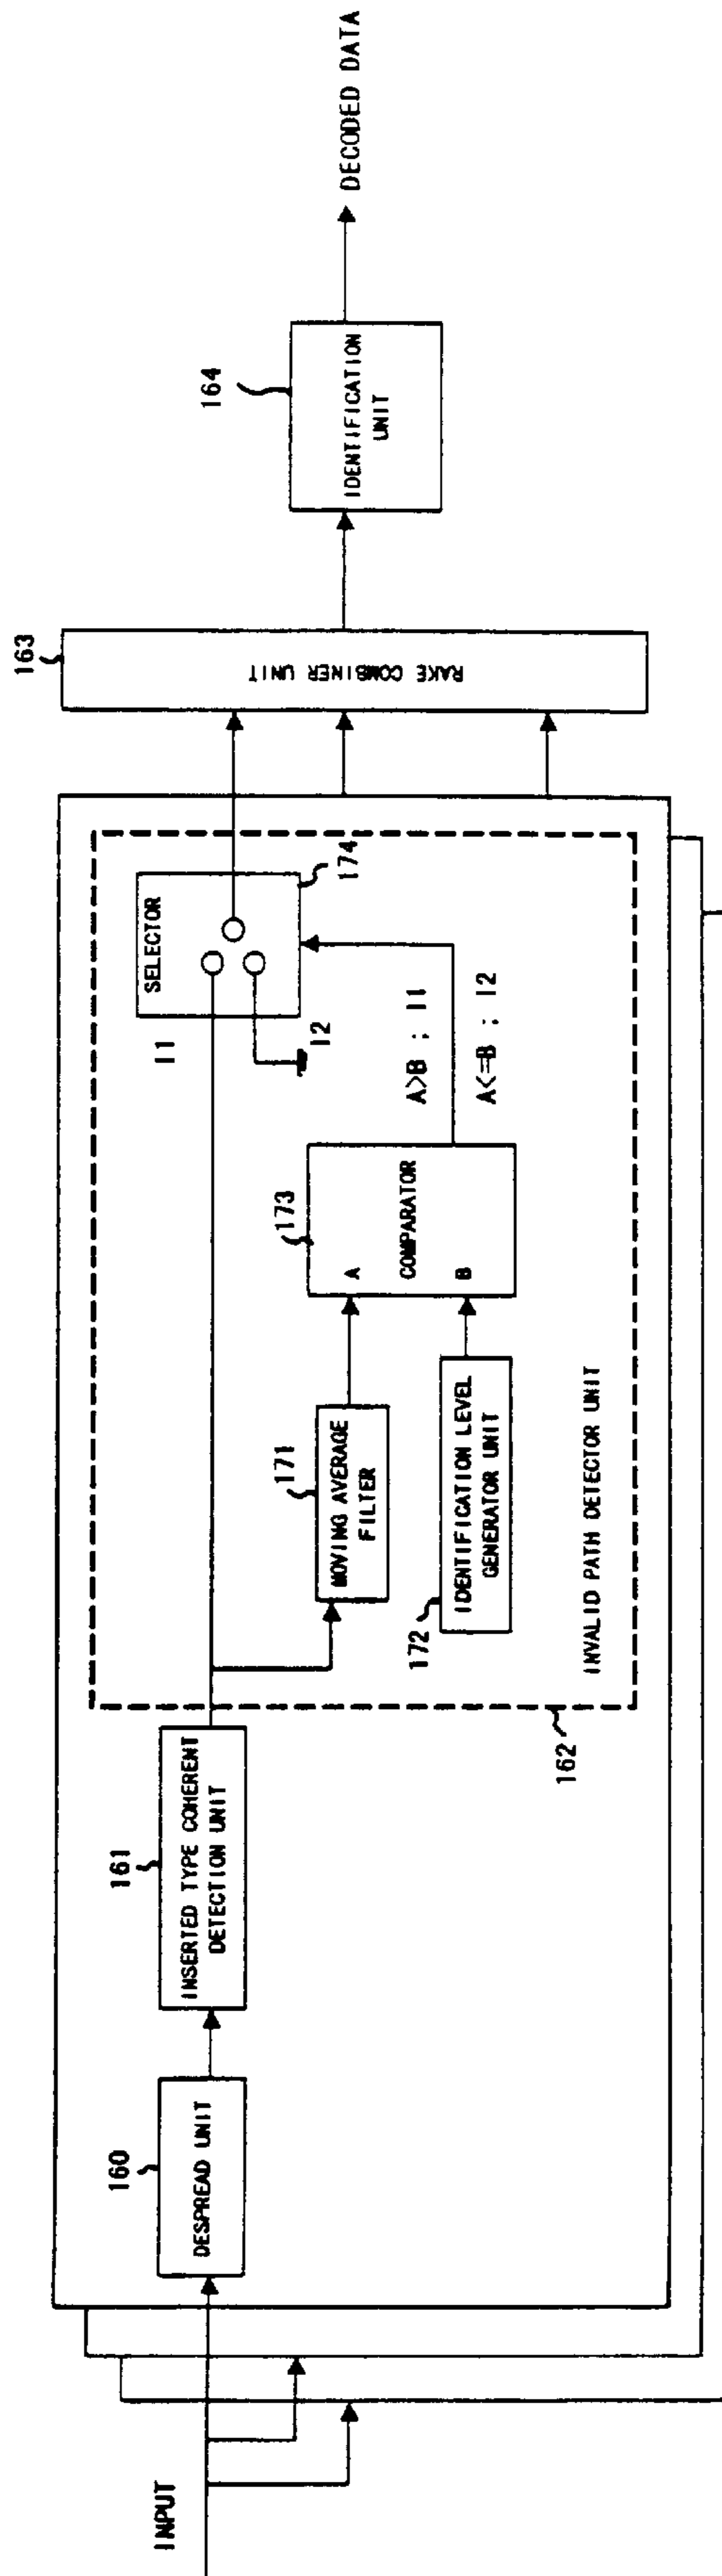 INPUT
160
DESPREAD UNIT
161
INSERTED TYPE COHERENT
DETECTION UNIT
162
INVALID PATH DETECTOR UNIT
171
MOVING AVERAGE
FILTER
172
IDENTIFICATION LEVEL
GENERATOR UNIT
173
A
COMPARATOR
B
A>B ; I1
A<=B ; I2
I1
I2
SELECTOR
174
163
RAKE COMBINER UNIT
164
IDENTIFICATION
UNIT
DECODED DATA